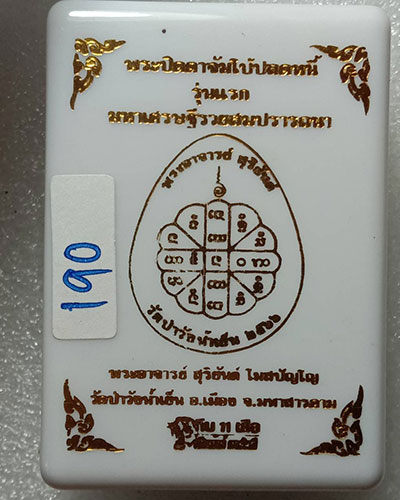 พระปิดตาจัมโบ้ปลดหนี้
รุ่นแรก
มหาเศรษฐีรวยสมปรารถนา
พระอาจารย์ สุริยันต์
วัดป่าวังน้ำเย็น ๒๕๖๖
190
พระอาจารย์ สุริยันต์ โฆสปัญโญ
วัดป่าวังน้ำเย็น อ.เมือง จ.มหาสารคาม